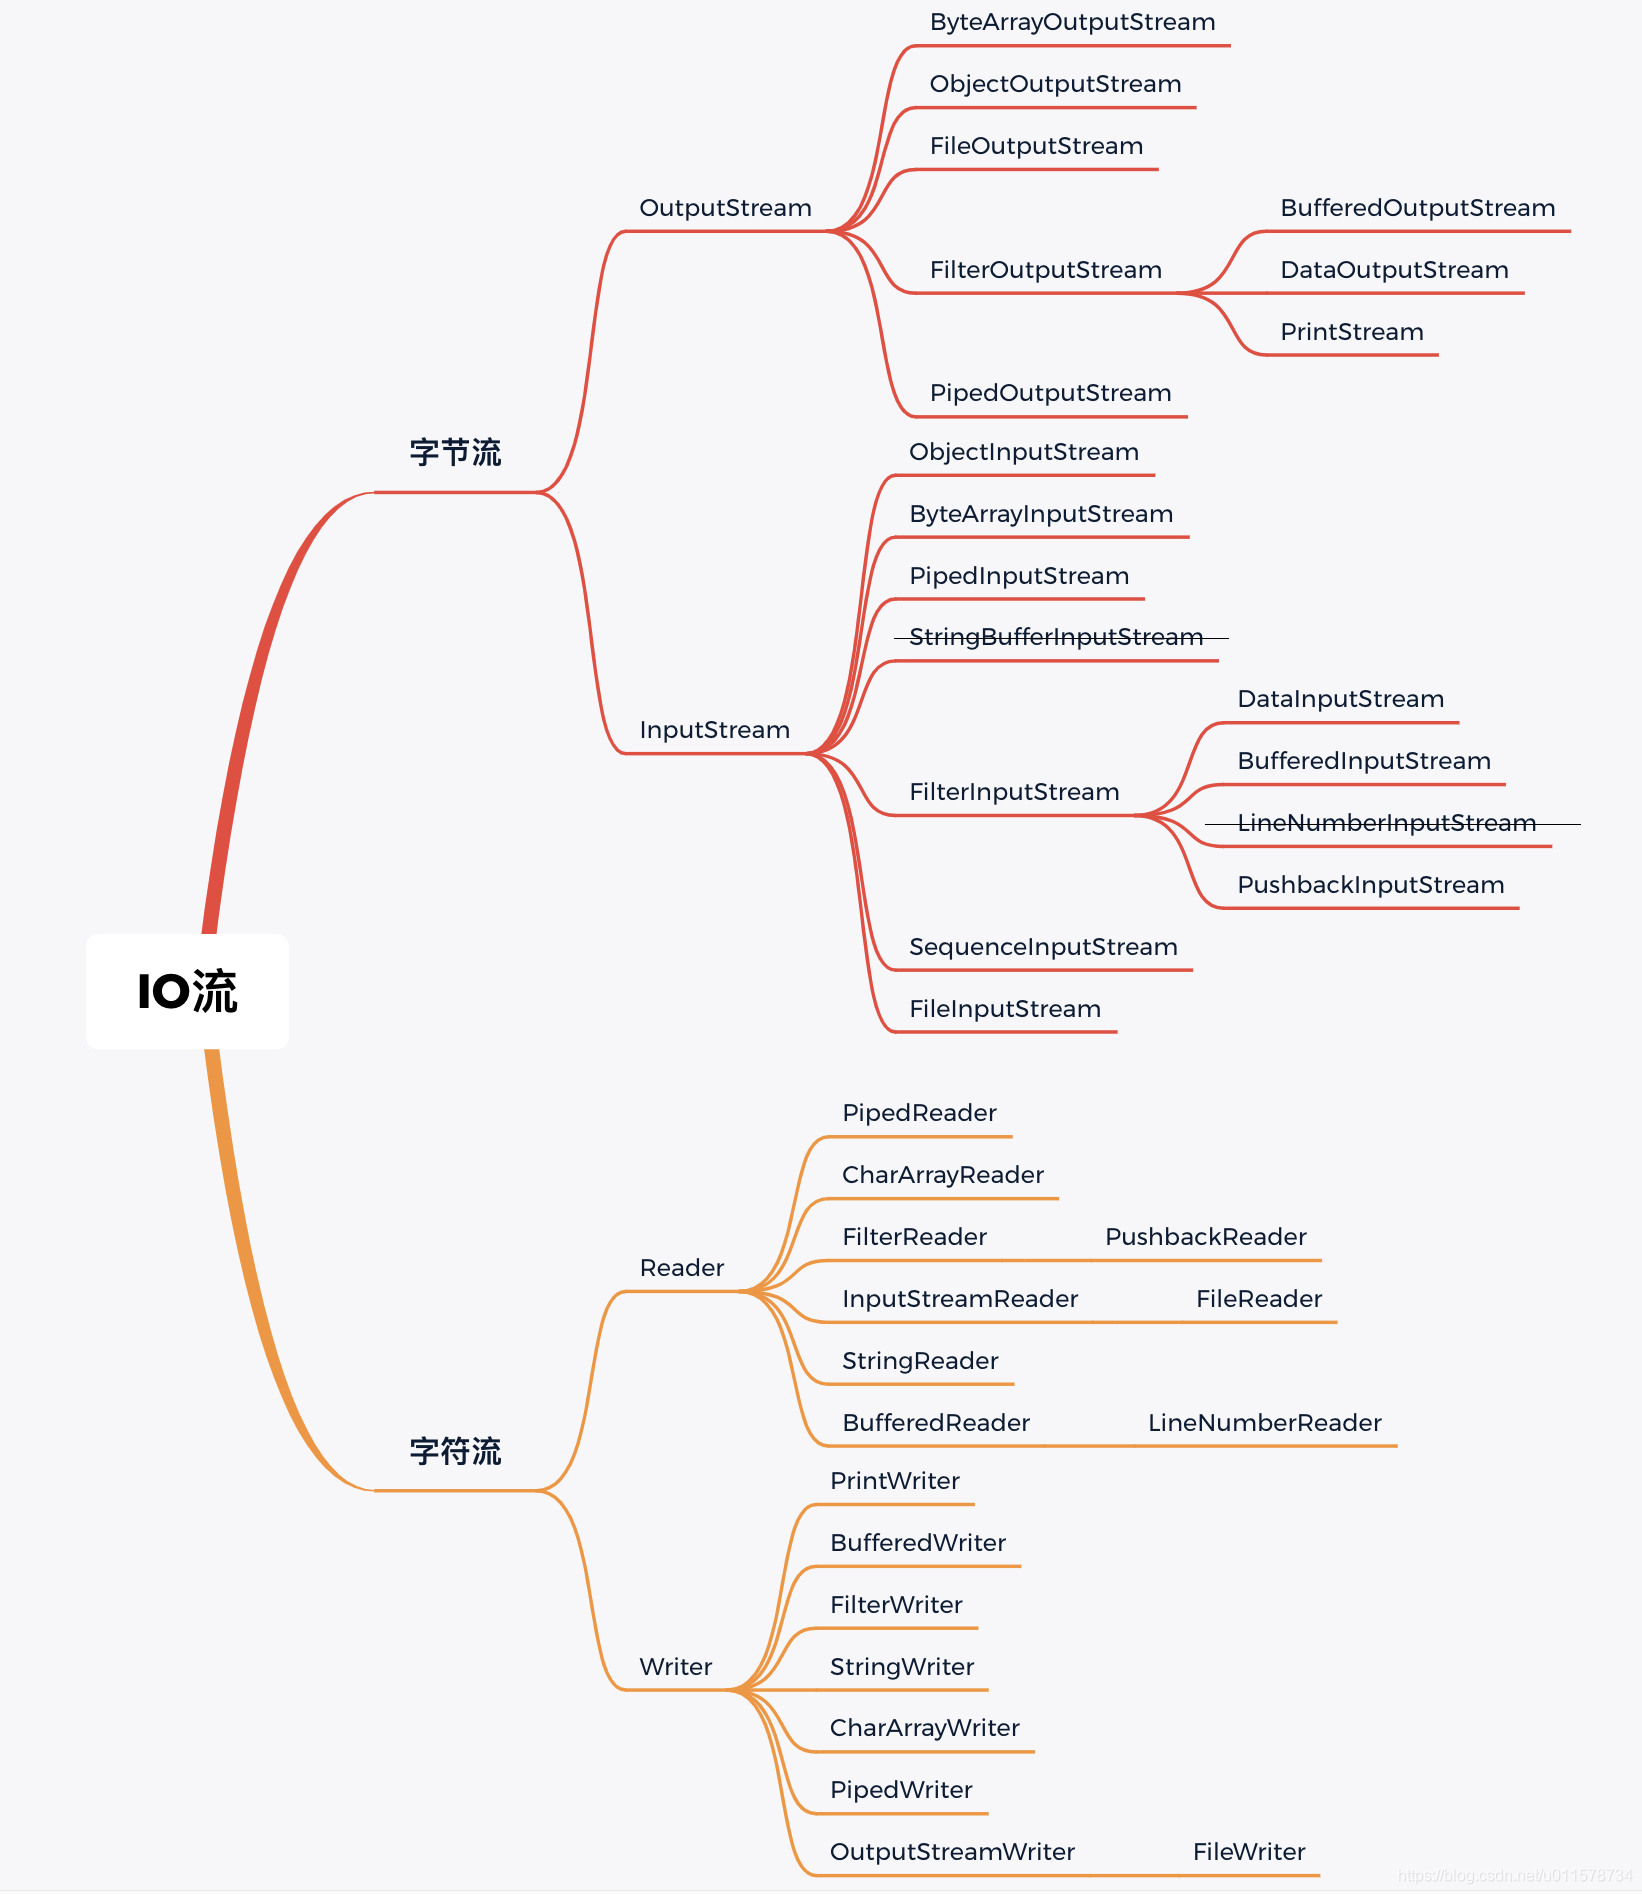 ByteArrayOutputStream
ObjectOutputStream
FileOutputStream
OutputStream
BufferedOutputStream
FilterOutputStream
DataOutputStream
PrintStream
PipedOutputStream
字节流
ObjectInputStream
ByteArrayInputStream
PipedInputStream
StringBufferInputStream
InputStream
DataInputStream
BufferedInputStream
FilterInputStream
LineNumberInputStream
PushbackInputStream
SequenceInputStream
FileInputStream
IO流
PipedReader
CharArrayReader
FilterReader
PushbackReader
Reader
InputStreamReader
FileReader
StringReader
BufferedReader
LineNumberReader
字符流
PrintWriter
BufferedWriter
FilterWriter
Writer
StringWriter
CharArrayWriter
PipedWriter
OutputStreamWriter
FileWriter
https://blog.csdn.net/u011578734